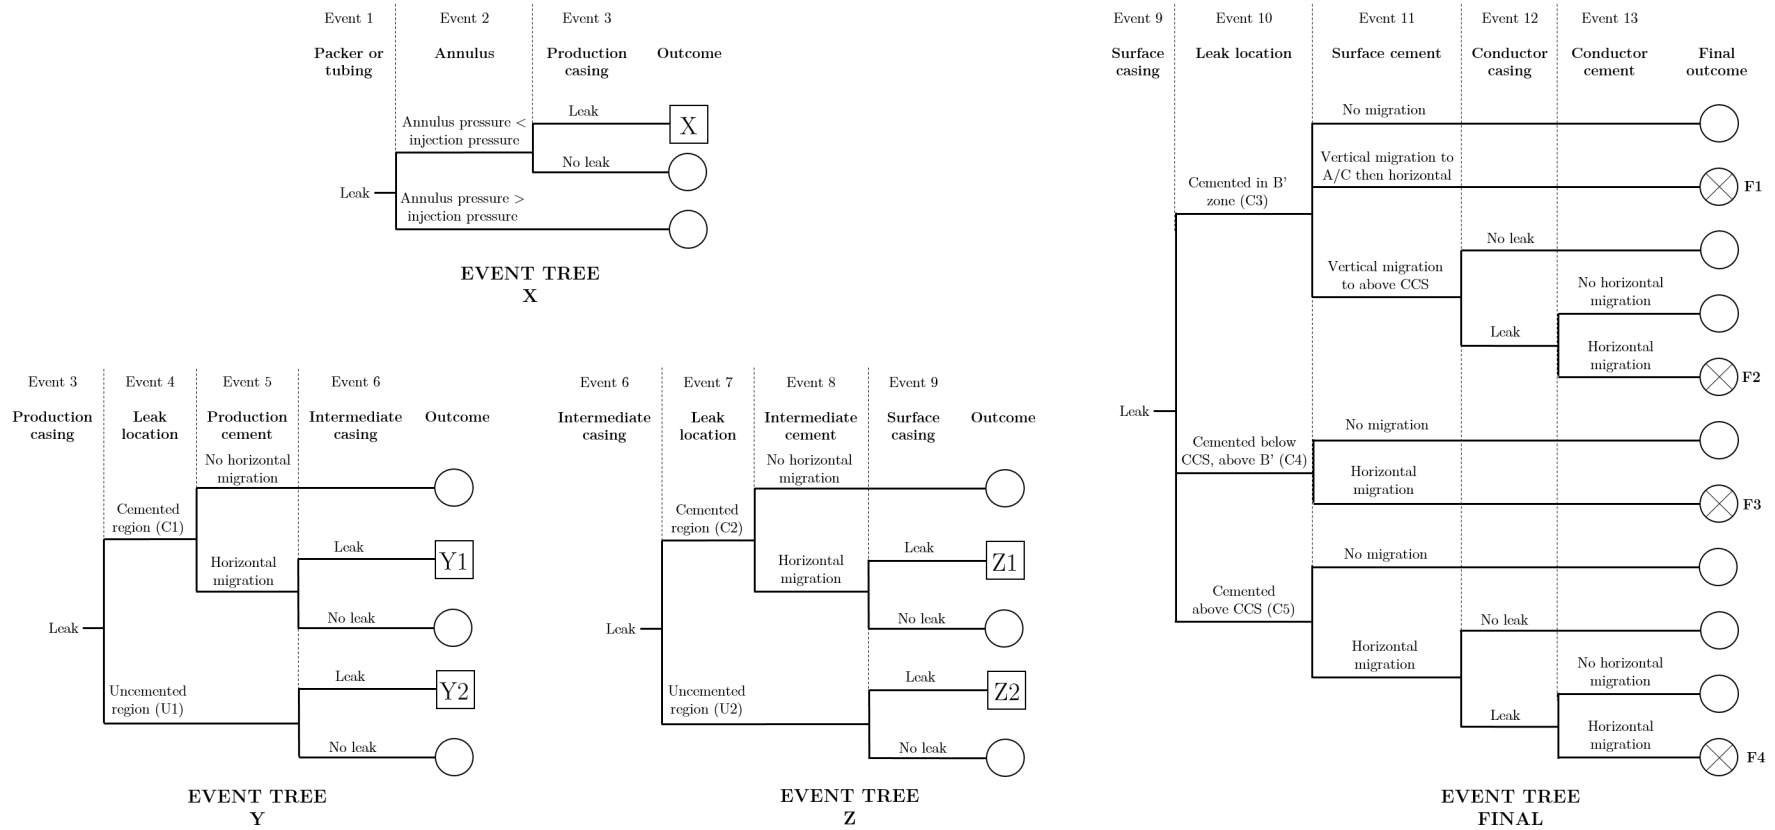 Event 1
Event 2
Event 3
Packer or
tubing
Annulus
Production
casing
Outcome
Leak
Annulus pressure <
injection pressure
Leak
X
No leak
Annulus pressure >
injection pressure
EVENT TREE
X
Event 3
Event 4
Event 5
Event 6
Production
casing
Leak
location
Production
cement
Intermediate
casing
Outcome
No horizontal
migration
Cemented
region (C1)
Leak
Y1
Horizontal
migration
No leak
Leak
Leak
Y2
Uncemented
region (U1)
No leak
EVENT TREE
Y
Event 6
Event 7
Event 8
Event 9
Intermediate
casing
Leak
location
Intermediate
cement
Surface
casing
Outcome
No horizontal
migration
Cemented
region (C2)
Leak
Z1
Horizontal
migration
No leak
Leak
Leak
Z2
Uncemented
region (U2)
No leak
EVENT TREE
Z
Event 9
Event 10
Event 11
Event 12
Event 13
Surface
casing
Leak location
Surface cement
Conductor
casing
Conductor
cement
Final
outcome
No migration
Vertical migration to
A/C then horizontal
F1
Cemented in B’
zone (C3)
No leak
Vertical migration
to above CCS
No horizontal
migration
Leak
Horizontal
migration
F2
Leak
No migration
Cemented below
CCS, above B’ (C4)
Horizontal
migration
F3
No migration
Cemented
above CCS (C5)
No leak
Horizontal
migration
No horizontal
migration
Leak
Horizontal
migration
F4
EVENT TREE
FINAL